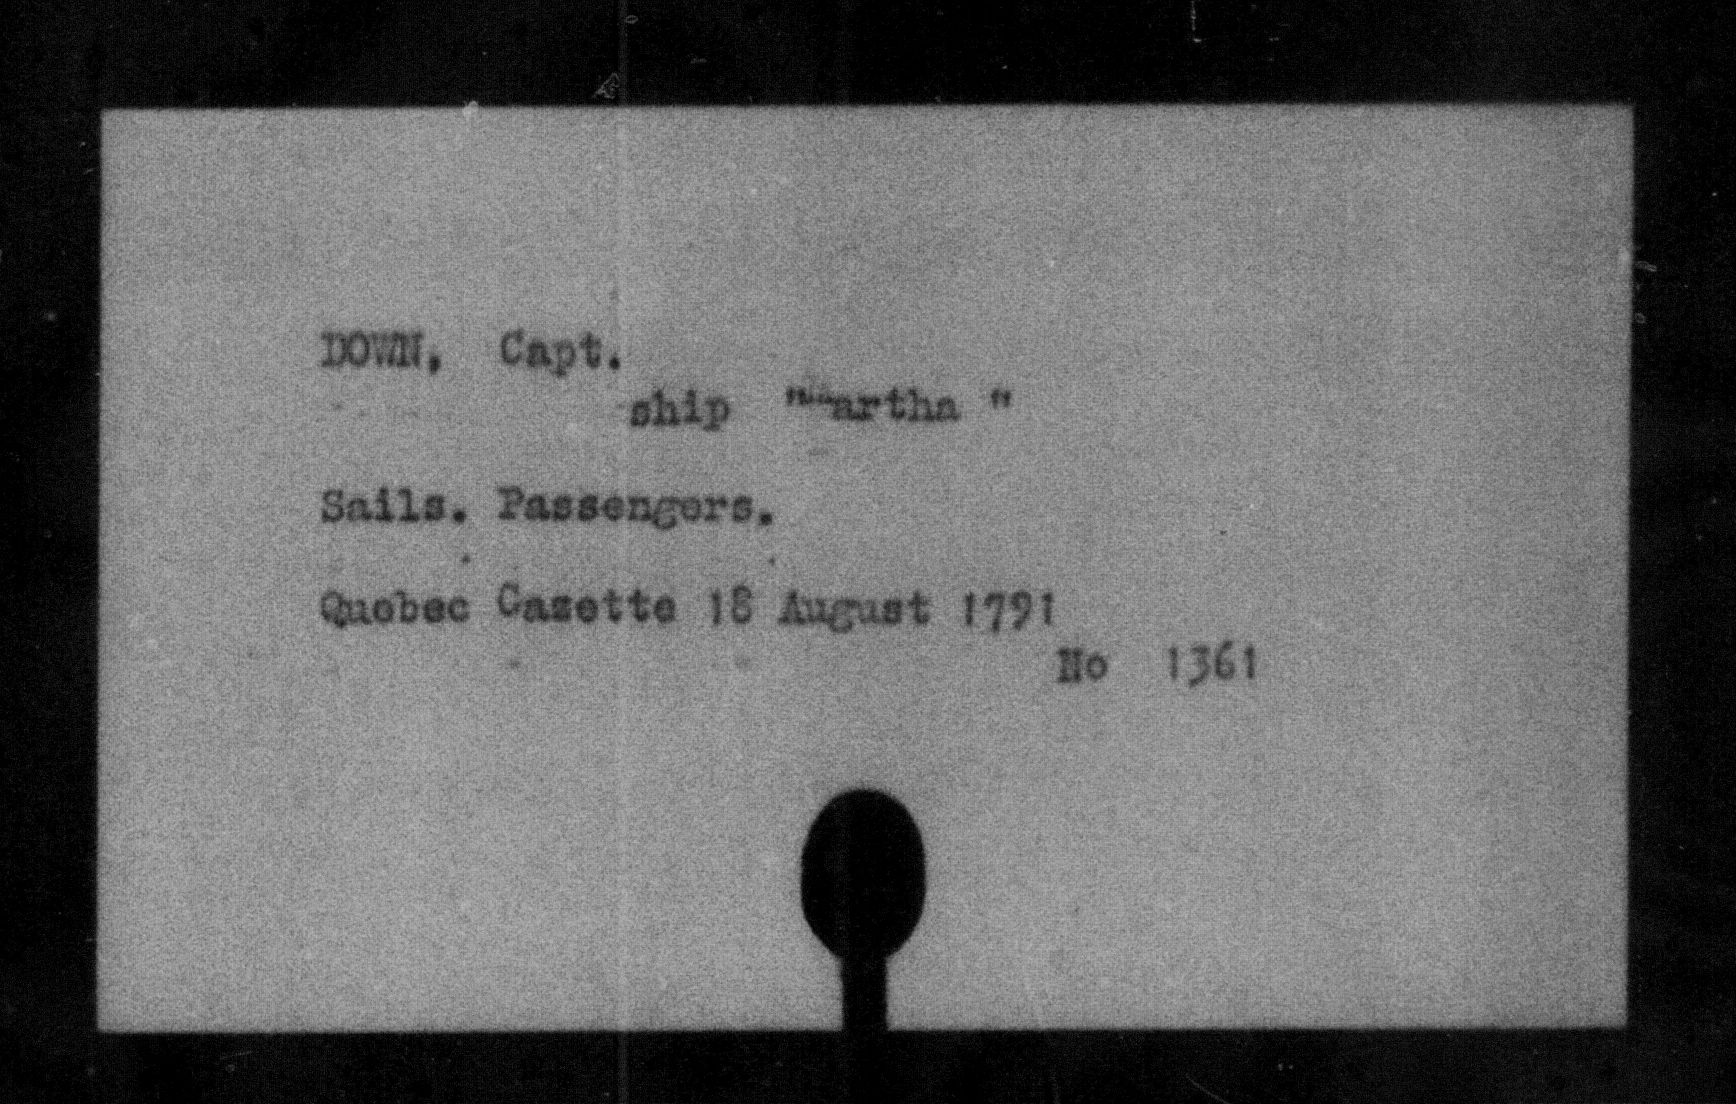 DOWN, Capt.
ship "Martha "
Sails. Passengers.
Quebec Gazette 18 August 1791
No 1361